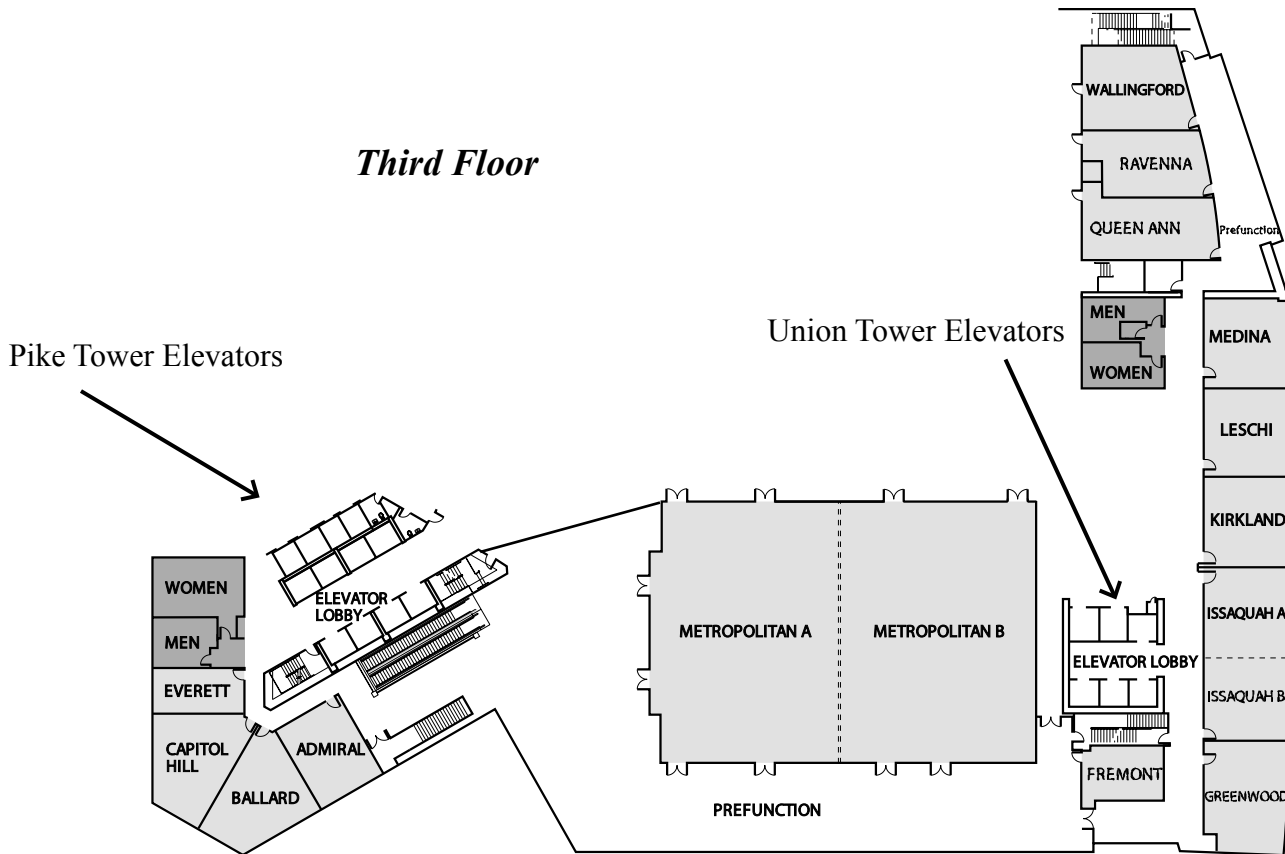 WALLINGFORD
Third Floor
RAVENNA
QUEEN ANN
Prefunction
MEN
Union Tower Elevators
MEDINA
Pike Tower Elevators
WOMEN
LESCHI
KIRKLAND
WOMEN
ELEVATOR
LOBBY
ISSAQUAH A
MEN
METROPOLITAN A
METROPOLITAN B
ELEVATOR LOBBY
EVERETT
ISSAQUAH B
CAPITOL
HILL
ADMIRAL
BALLARD
FREMONT
GREENWOOD
PREFUNCTION